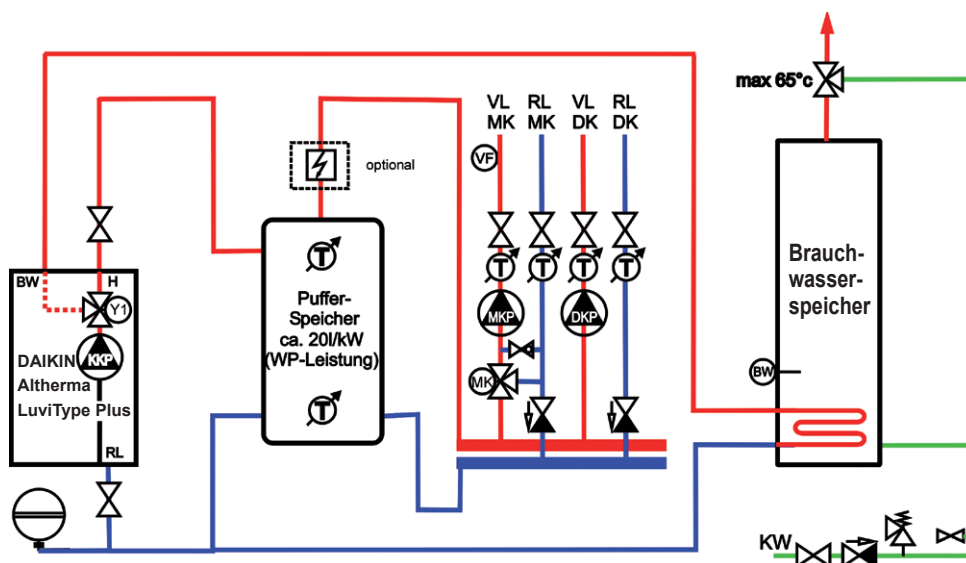 max 65°c
VL RL VL RL
MK MK DK DK
VF
optional
BW H
Y1
KKP
DAIKIN
Altherma
LuviType Plus
RL
T
Puffer-
Speicher
ca. 20l/kW
(WP-Leistung)
T
T T T T
MKP DKP
MK
Brauch-
wasser-
speicher
BW
KW